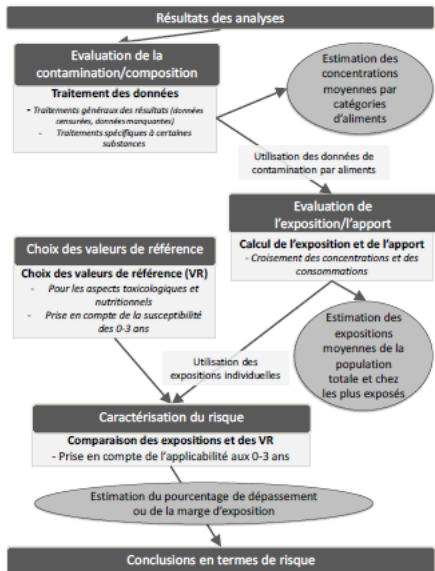 Résultats des analyses
Evaluation de la
contamination/composition
Traitement des données
- Traitements généraux des résultats (données
censurées, données manquantes)
- Traitements spécifiques à certaines
substances
Estimation des
concentrations
moyennes par
catégories
d'aliments
Utilisation des données de
contamination par aliments
Evaluation de
l'exposition/l'apport
Calcul de l'exposition et de l'apport
- Croisement des concentrations et des
consommations
Choix des valeurs de référence
Choix des valeurs de référence (VR)
- Pour les aspects toxicologiques et
nutritionnels
- Prise en compte de la susceptibilité
des 0-3 ans
Estimation des
expositions
moyennes de la
population
totale et chez
les plus exposés
Utilisation des
expositions individuelles
Caractérisation du risque
Comparaison des expositions et des VR
- Prise en compte de l'applicabilité aux 0-3 ans
Estimation du pourcentage de dépassement
ou de la marge d'exposition
Conclusions en termes de risque